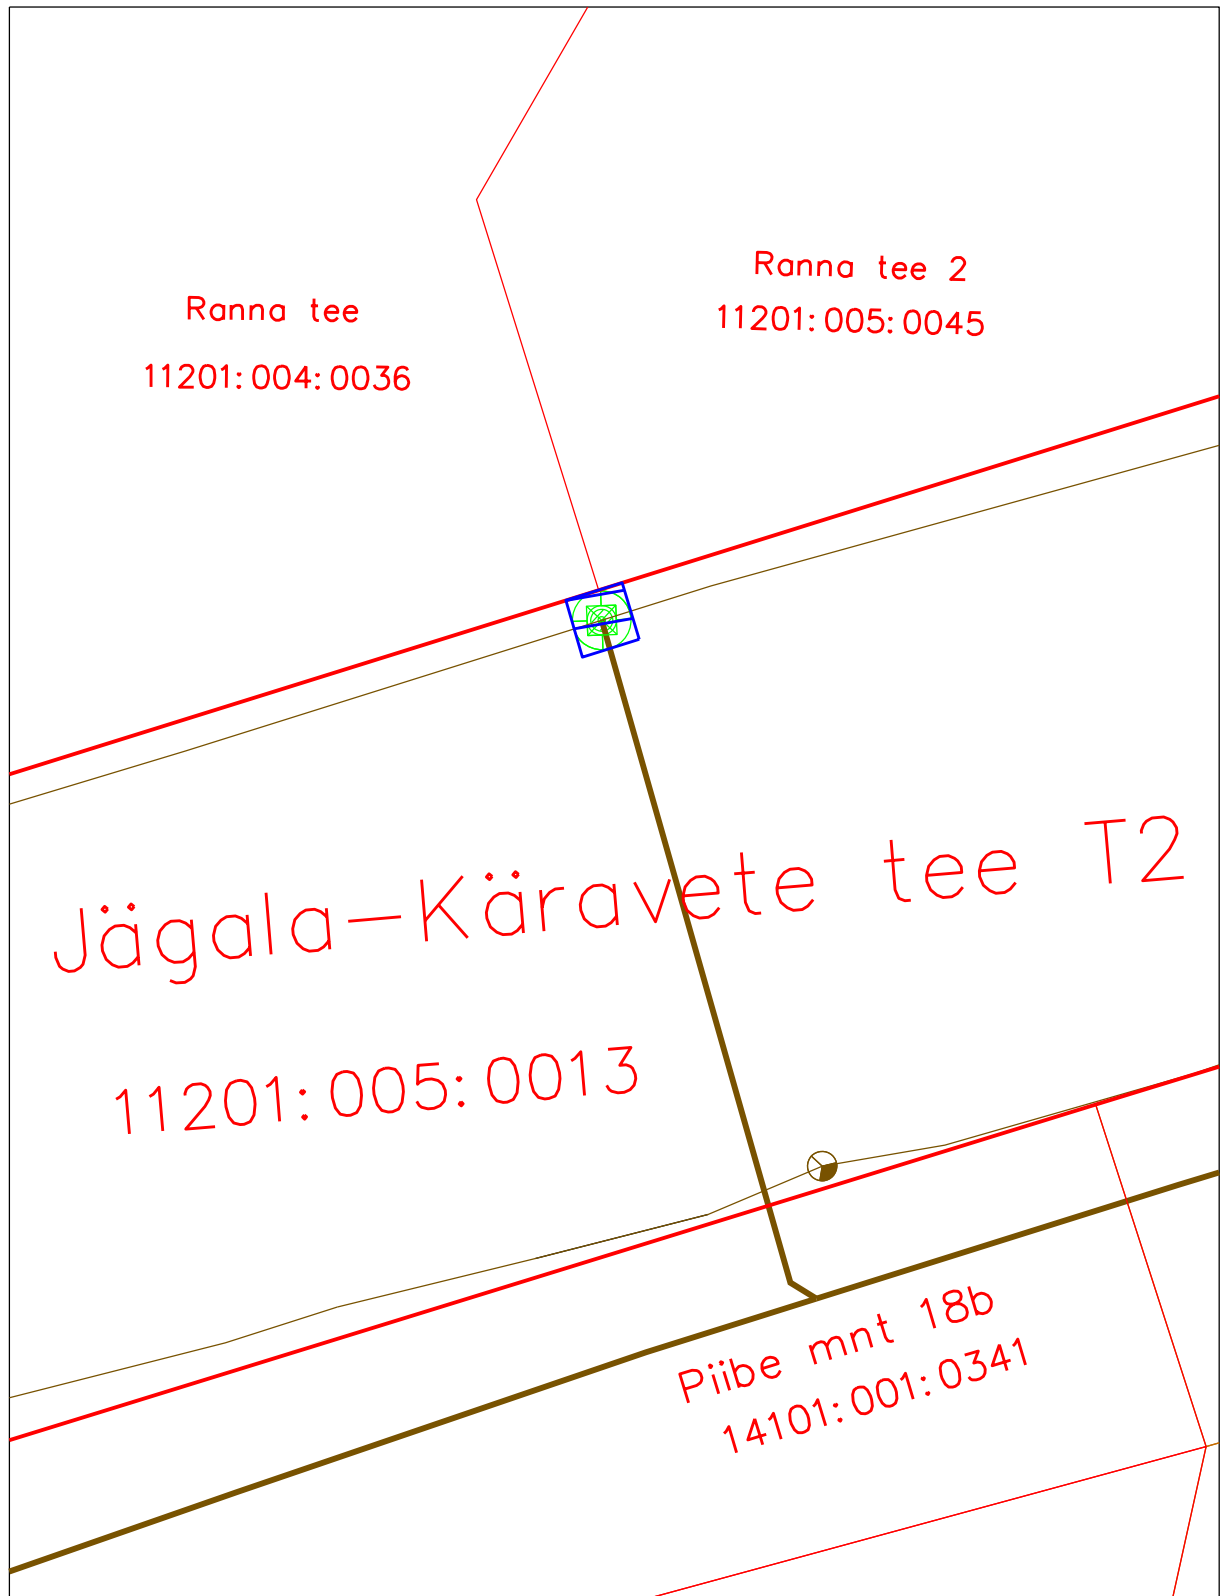 Ranna tee 2
11201:005:0045
Ranna tee
11201:004:0036
Jägala-Käravete tee T2
11201:005:0013
Piibe mnt 18b
14101:001:0341